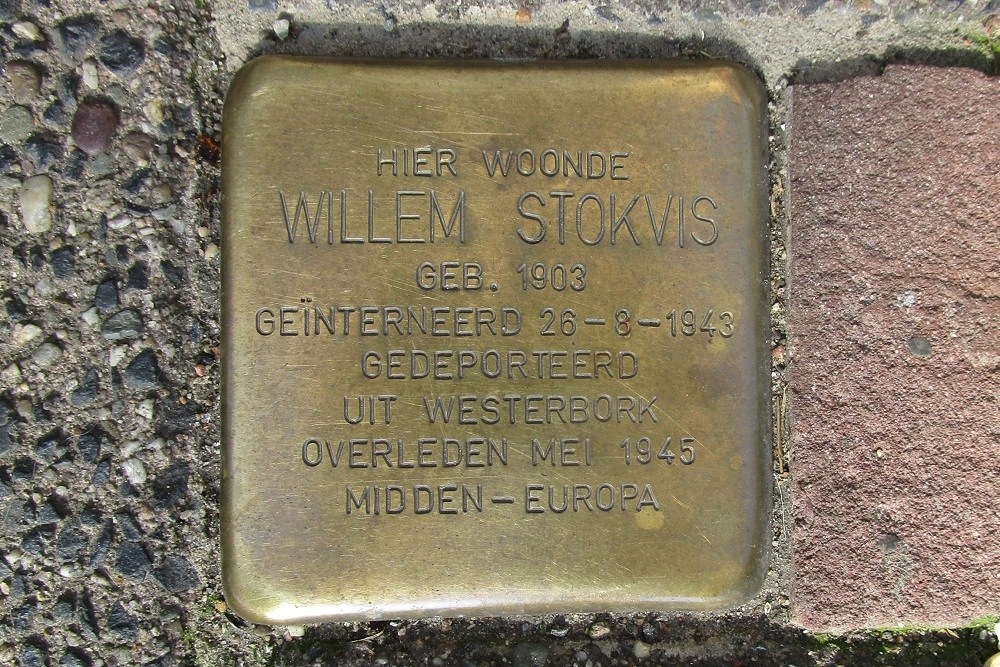 HIER WOONDE
WILLEM STOKVIS
GEB. 1903
GEÏNTERNEERD 26-8-1943
GEDEPORTEERD
UIT WESTERBORK
OVERLEDEN MEI 1945
MIDDEN-EUROPA